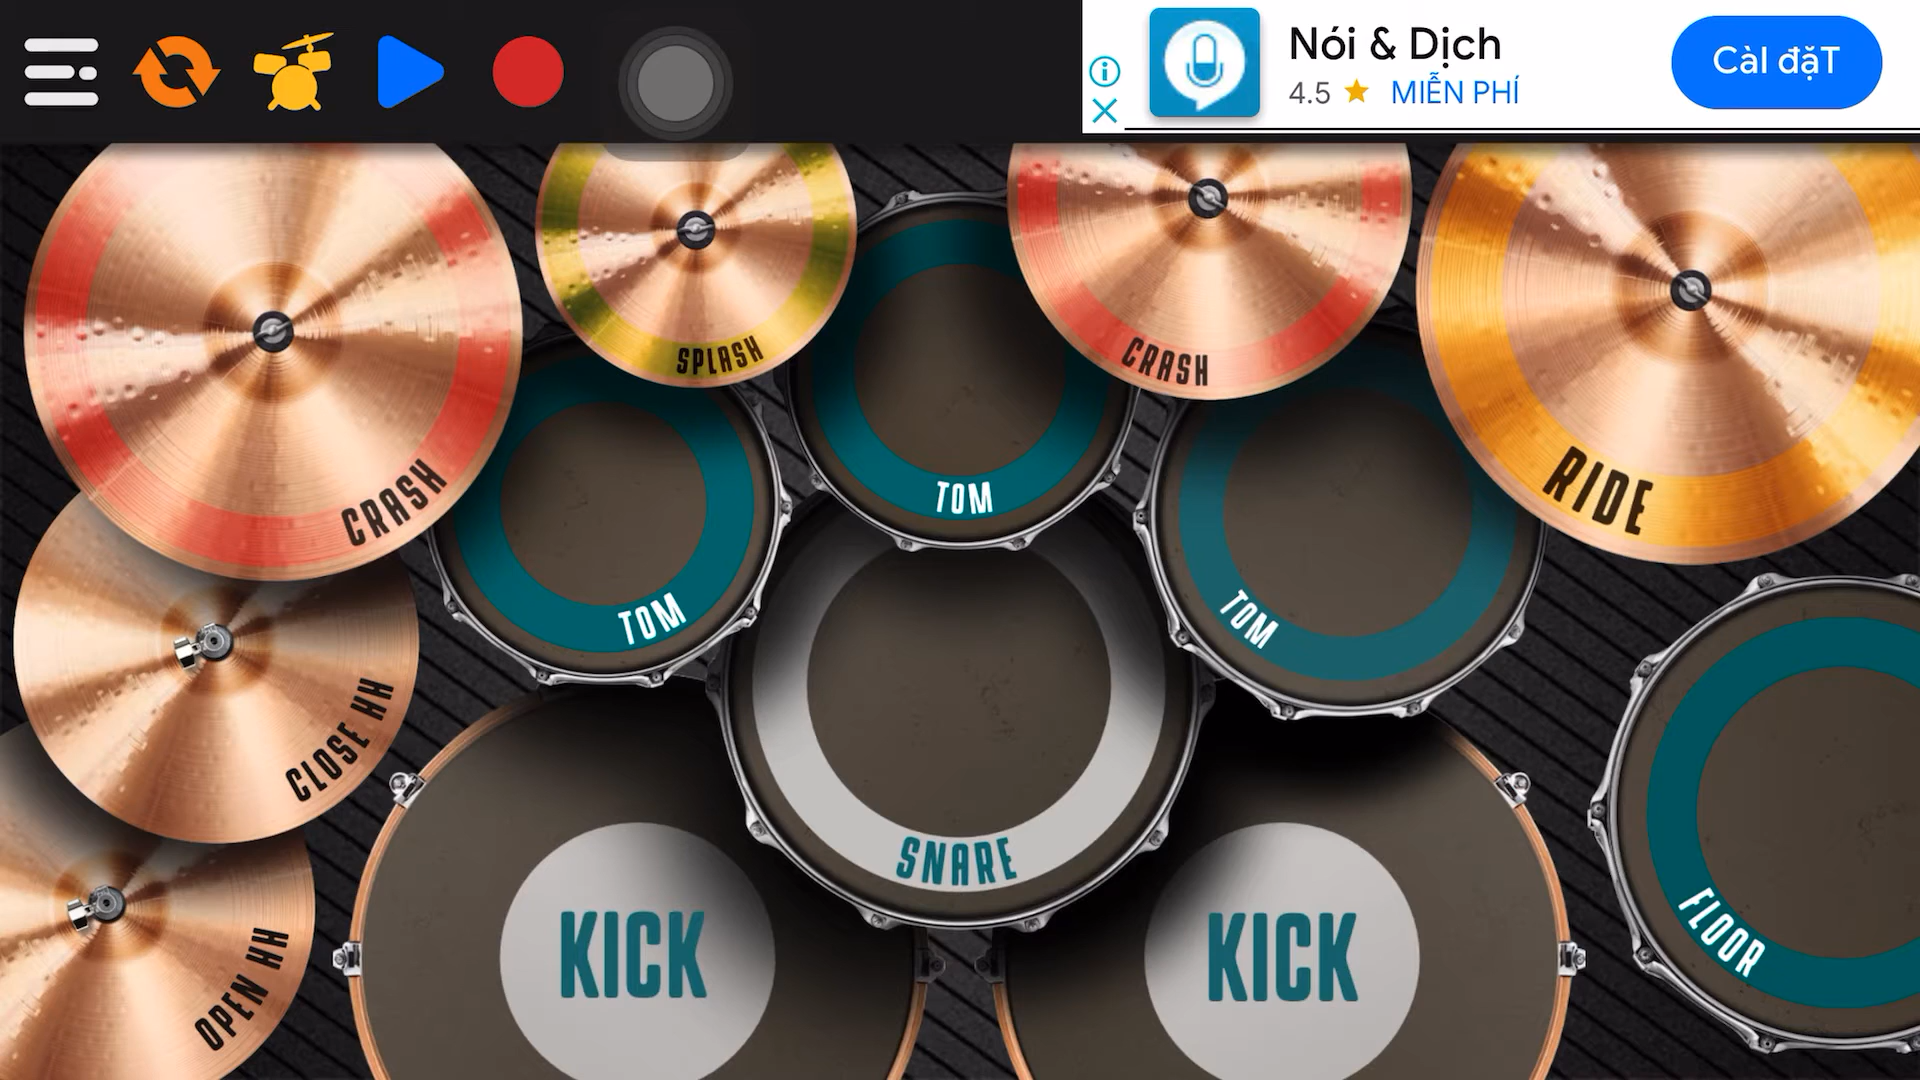 Nói & Dịch
4.5 ★ MIỄN PHÍ
Cài đặT
CRASH
SPLASH
CRASH
RIDE
TOM
TOM
TOM
CLOSE HH
SNARE
OPEN HH
KICK
KICK
FLOOR